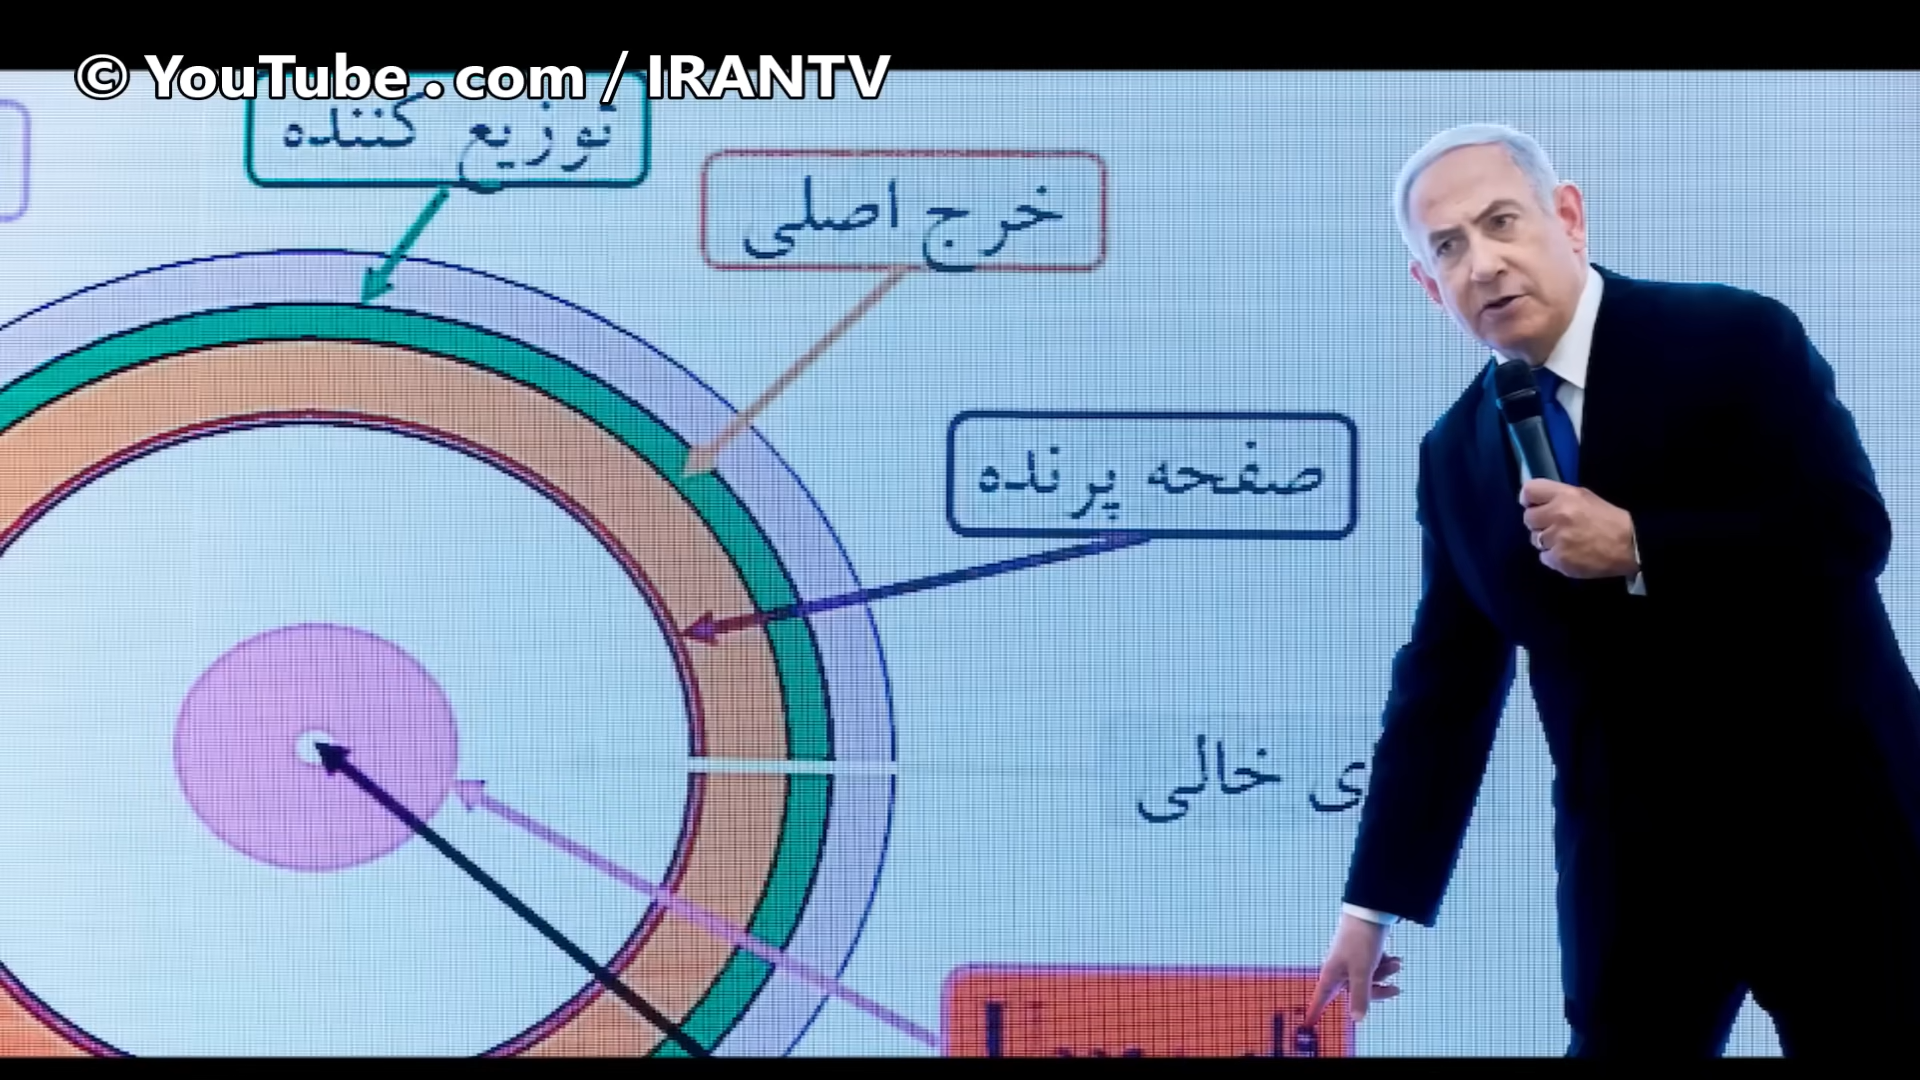 © YouTube . com / IRANTV
توزیع کننده
خرج اصلی
صفحه پرنده
ی خالی